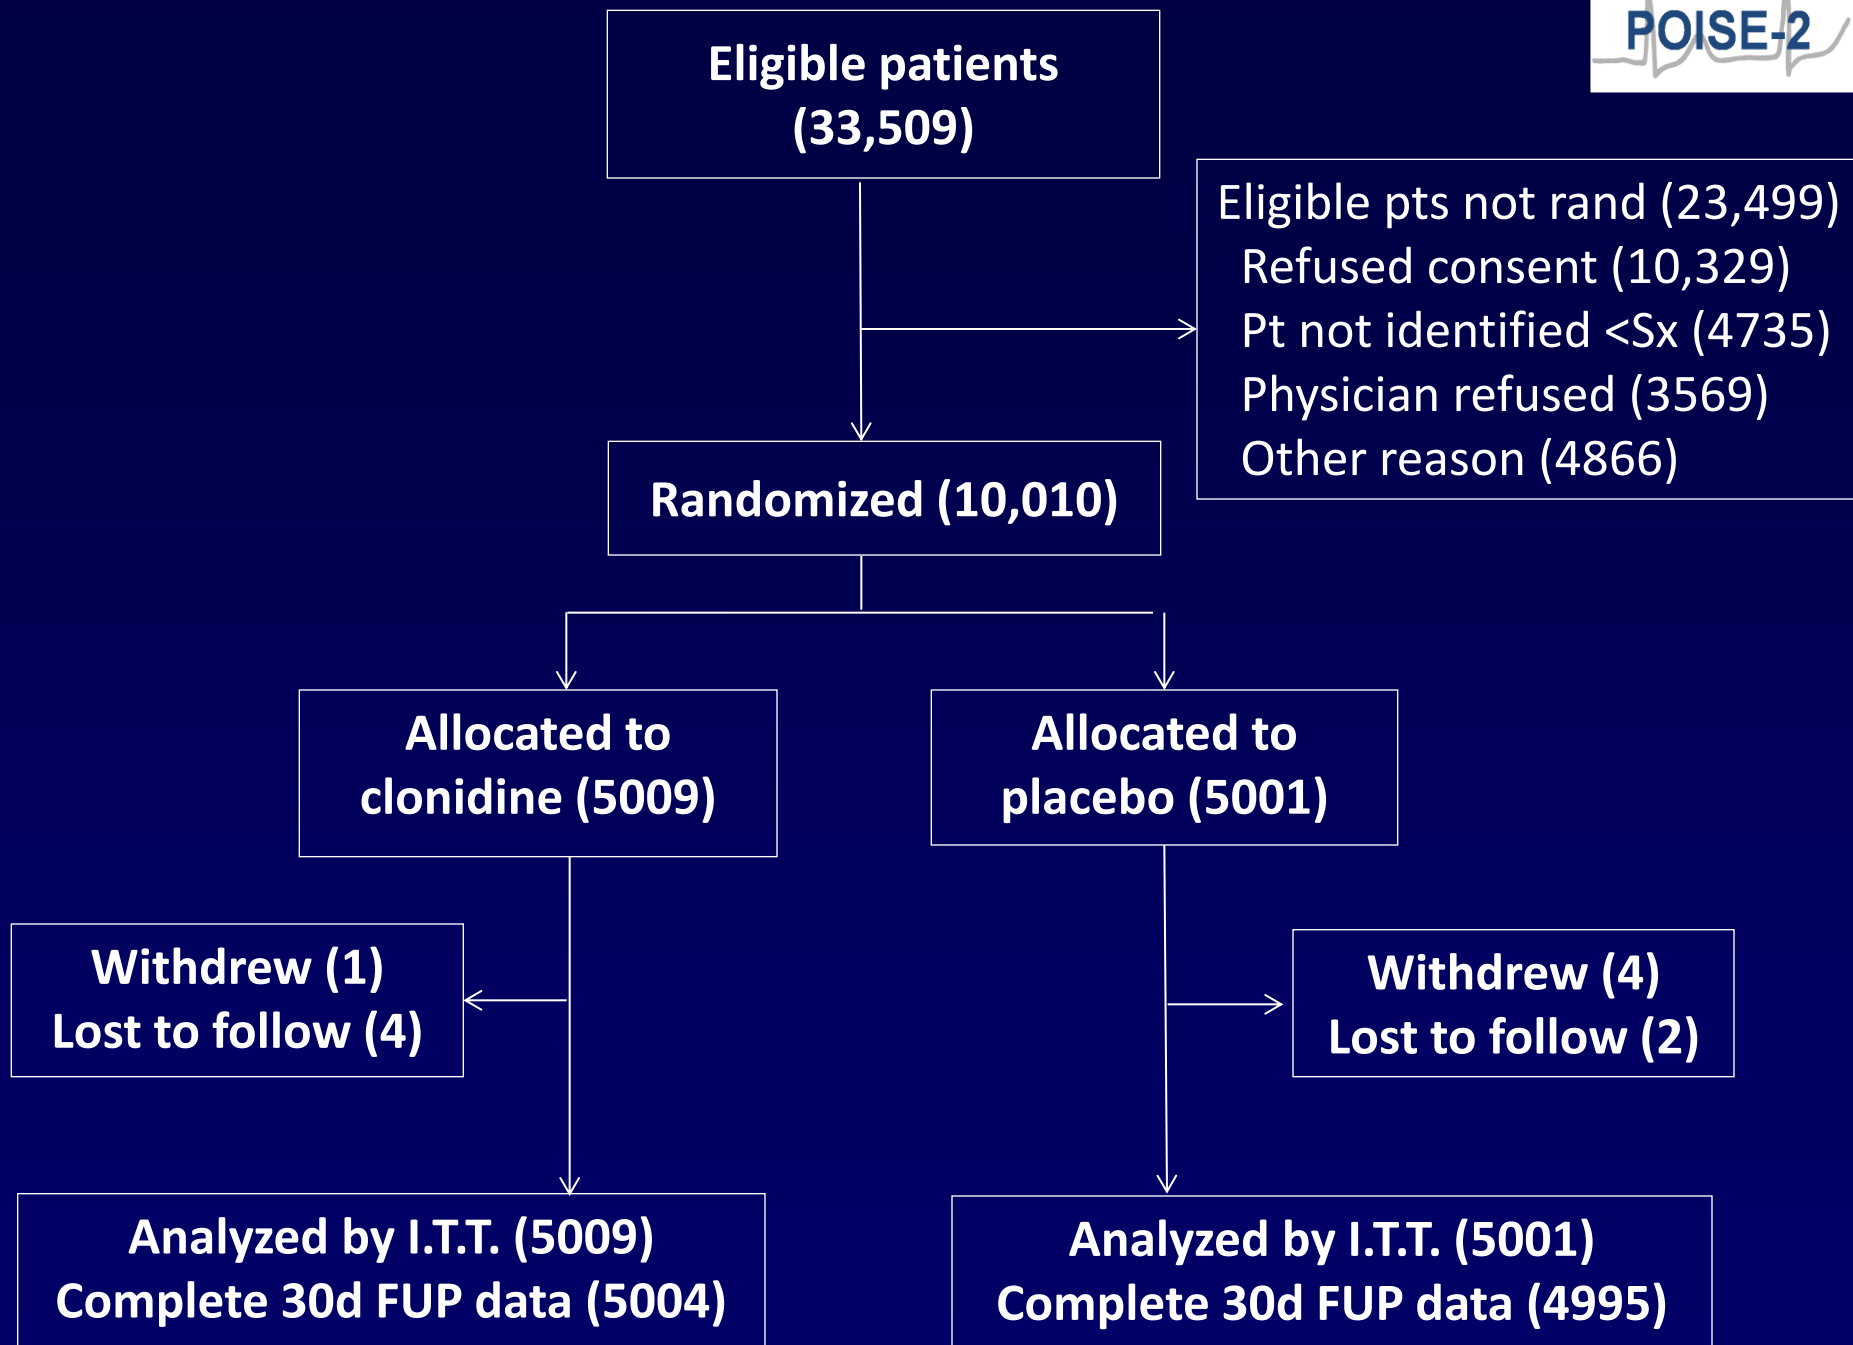 POISE-2
Eligible patients
(33,509)
Eligible pts not rand (23,499)
Refused consent (10,329)
Pt not identified <Sx (4735)
Physician refused (3569)
Other reason (4866)
Randomized (10,010)
Allocated to
clonidine (5009)
Allocated to
placebo (5001)
Withdrew (1)
Lost to follow (4)
Withdrew (4)
Lost to follow (2)
Analyzed by I.T.T. (5009)
Complete 30d FUP data (5004)
Analyzed by I.T.T. (5001)
Complete 30d FUP data (4995)